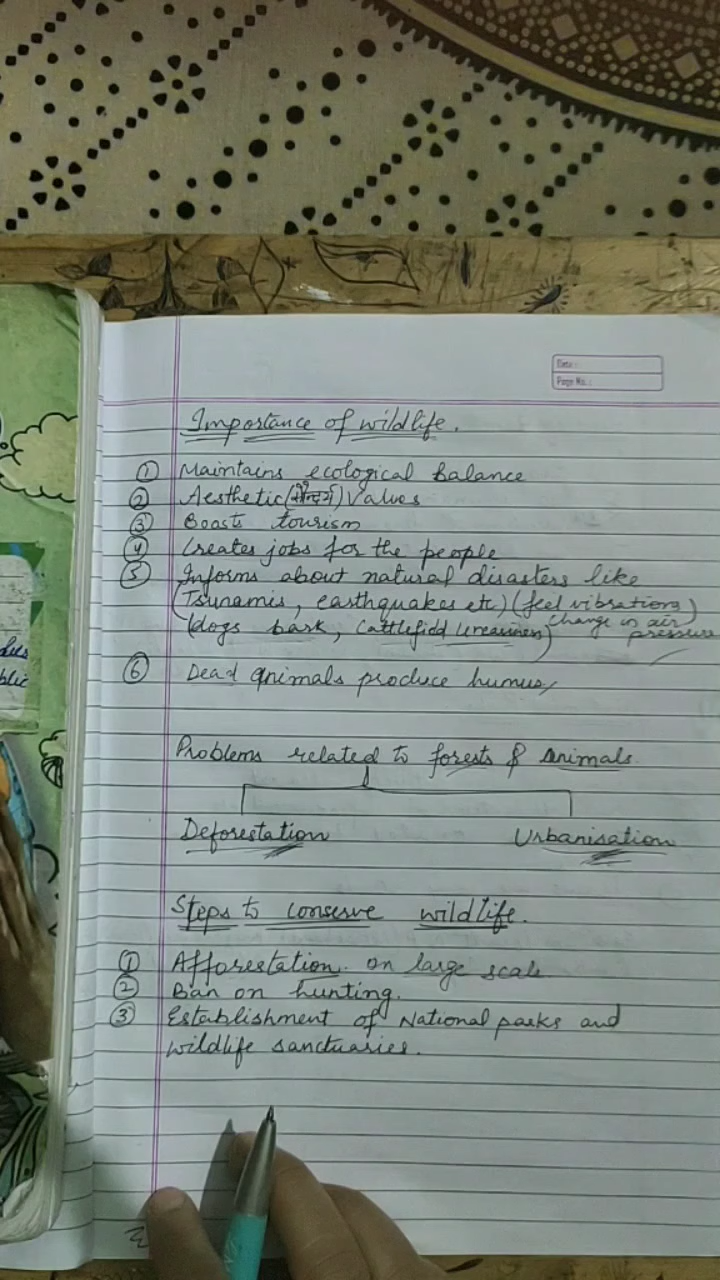 Date :
Page No. :
Importance of wildlife.
① Maintains ecological balance
② Aesthetic (सौन्दर्य) Values
③ Boosts tourism
④ Creates jobs for the people
⑤ Informs about natural disasters like
(Tsunamis, earthquakes etc) (feel vibrations)
(dogs bark, Cattlefield Uneasiness) change in air pressure
⑥ Dead animals produce humus
Problems related to forests & animals.
Deforestation Urbanisation
Steps to conserve wildlife.
① Afforestation on large scale
② Ban on hunting.
③ Establishment of National parks and
wildlife sanctuaries.